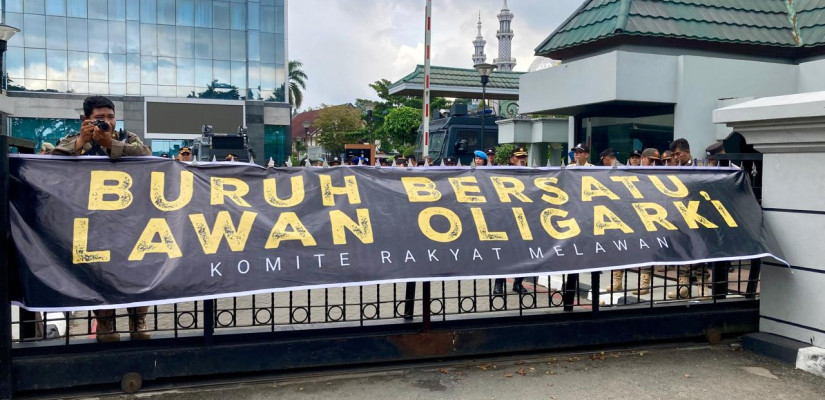 BURUH BERSATU
LAWAN OLIGARKI
KOMITE RAKYAT MELAWAN